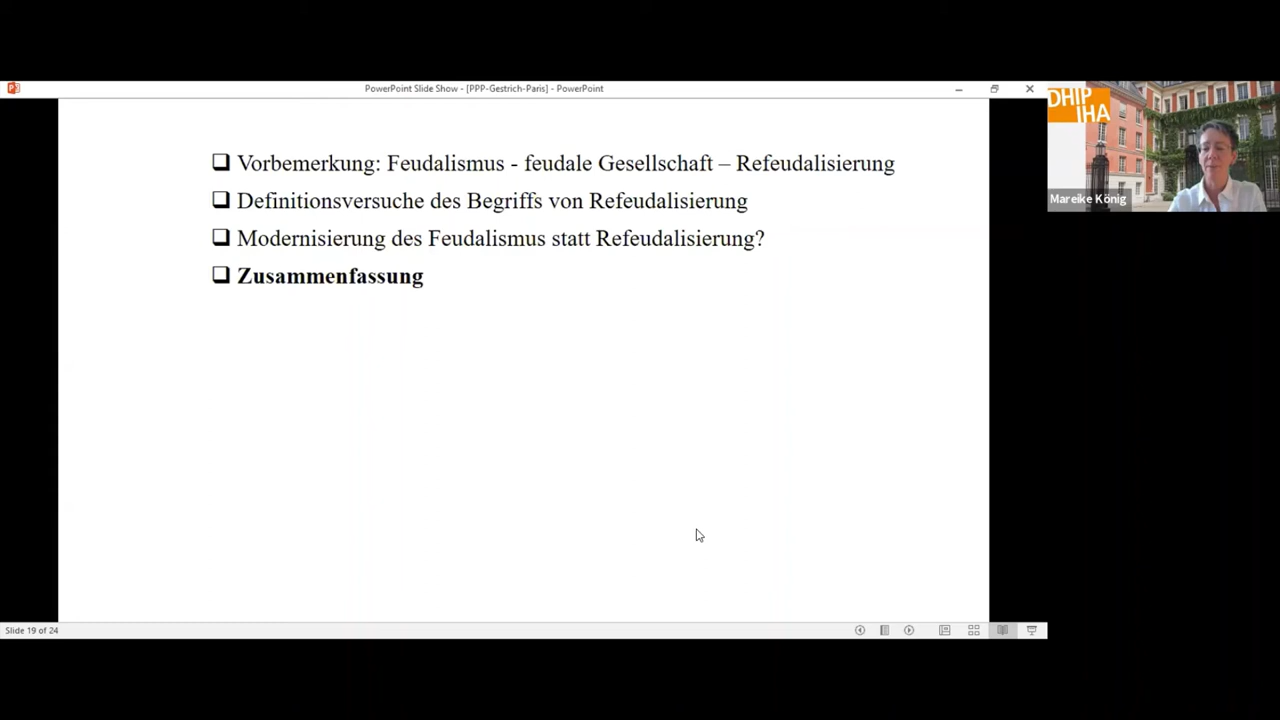 PowerPoint Slide Show - [PPP-Gestrich-Paris] - PowerPoint
Vorbemerkung: Feudalismus - feudale Gesellschaft – Refeudalisierung
Definitionsversuche des Begriffs von Refeudalisierung
Modernisierung des Feudalismus statt Refeudalisierung?
Zusammenfassung
DHIP
IHA
Mareike König
Slide 19 of 24